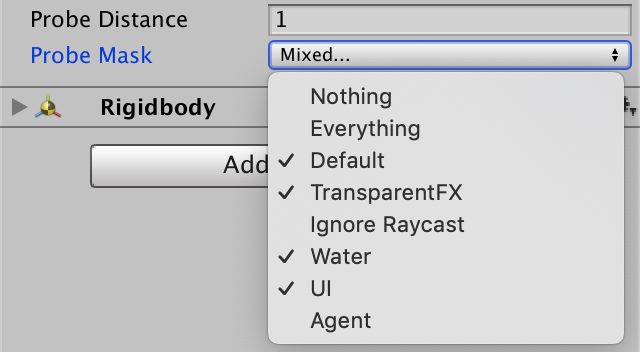 Probe Distance 1
Probe Mask Mixed...
Nothing
Rigidbody
Everything
Add
Default
TransparentFX
Ignore Raycast
Water
UI
Agent